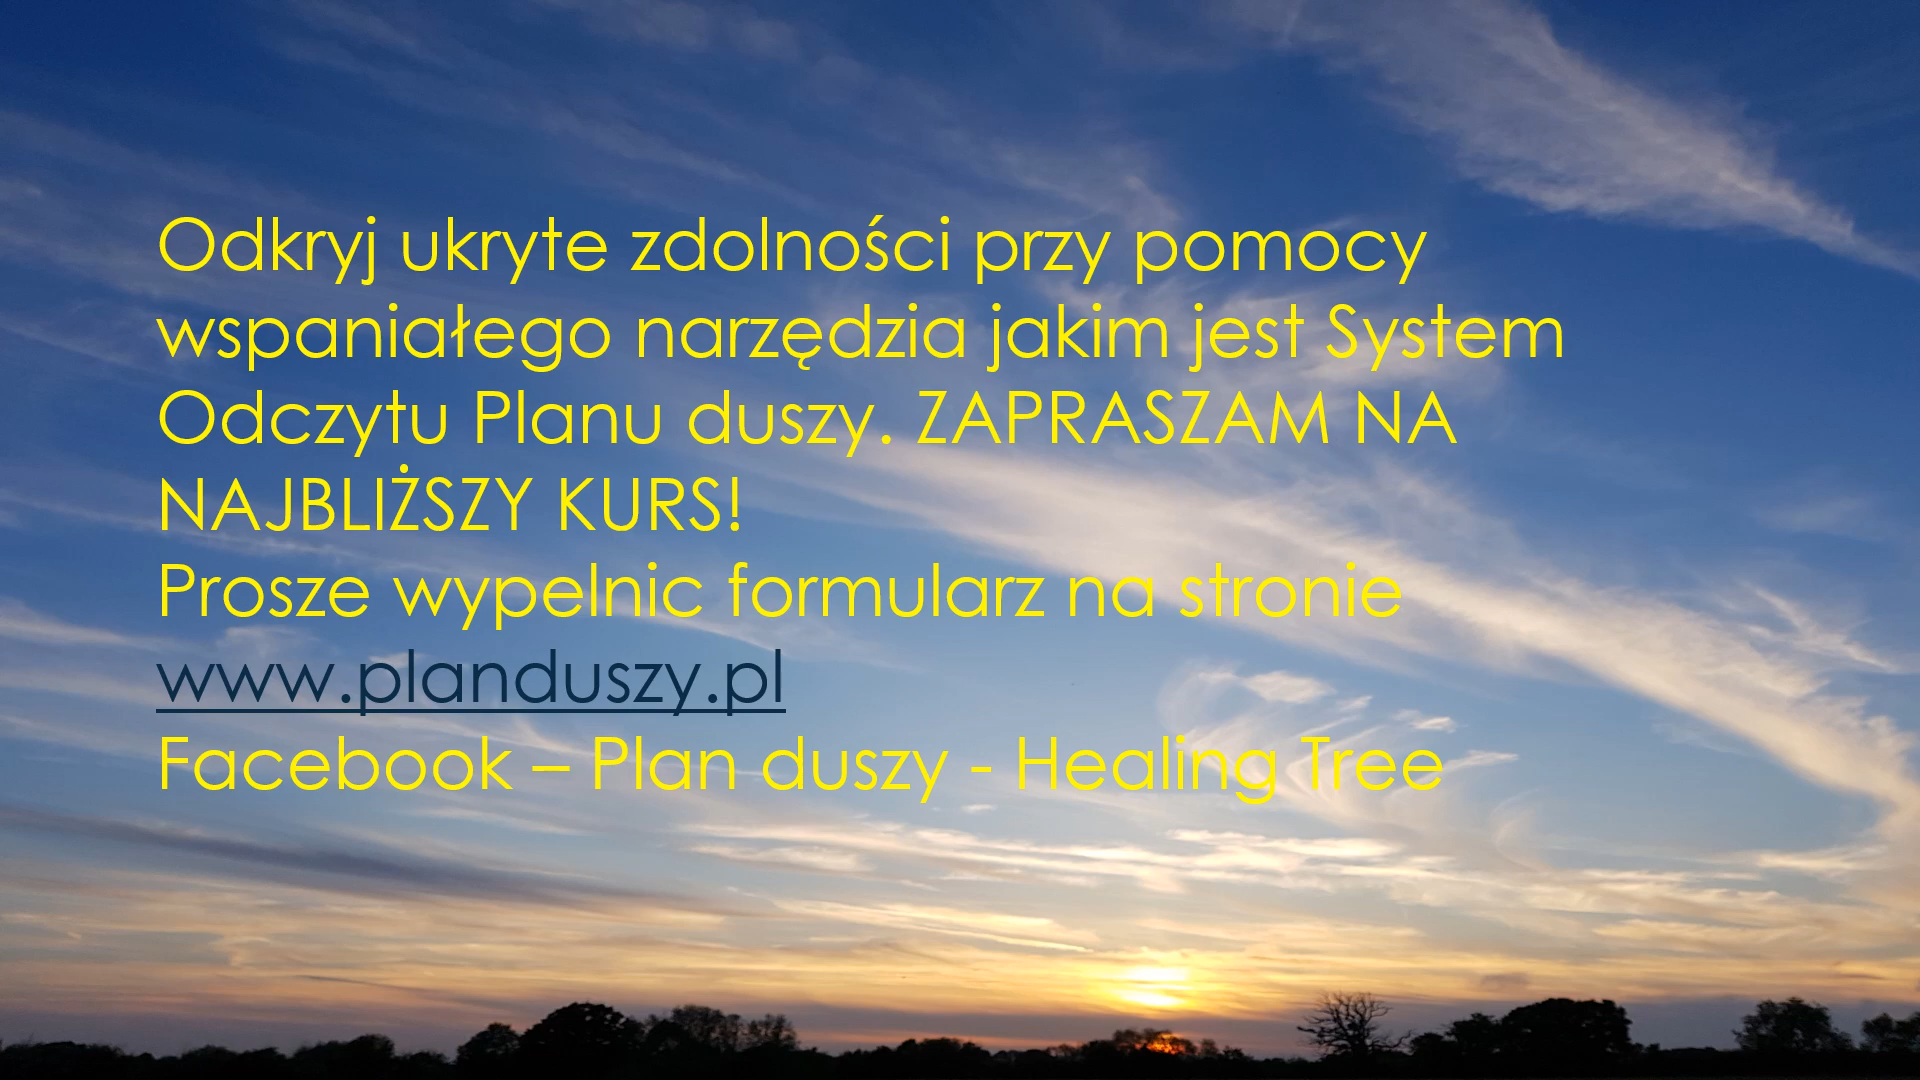 Odkryj ukryte zdolności przy pomocy
wspaniałego narzędzia jakim jest System
Odczytu Planu duszy. ZAPRASZAM NA
NAJBLIŻSZY KURS!
Prosze wypelnic formularz na stronie
www.planduszy.pl
Facebook – Plan duszy - Healing Tree